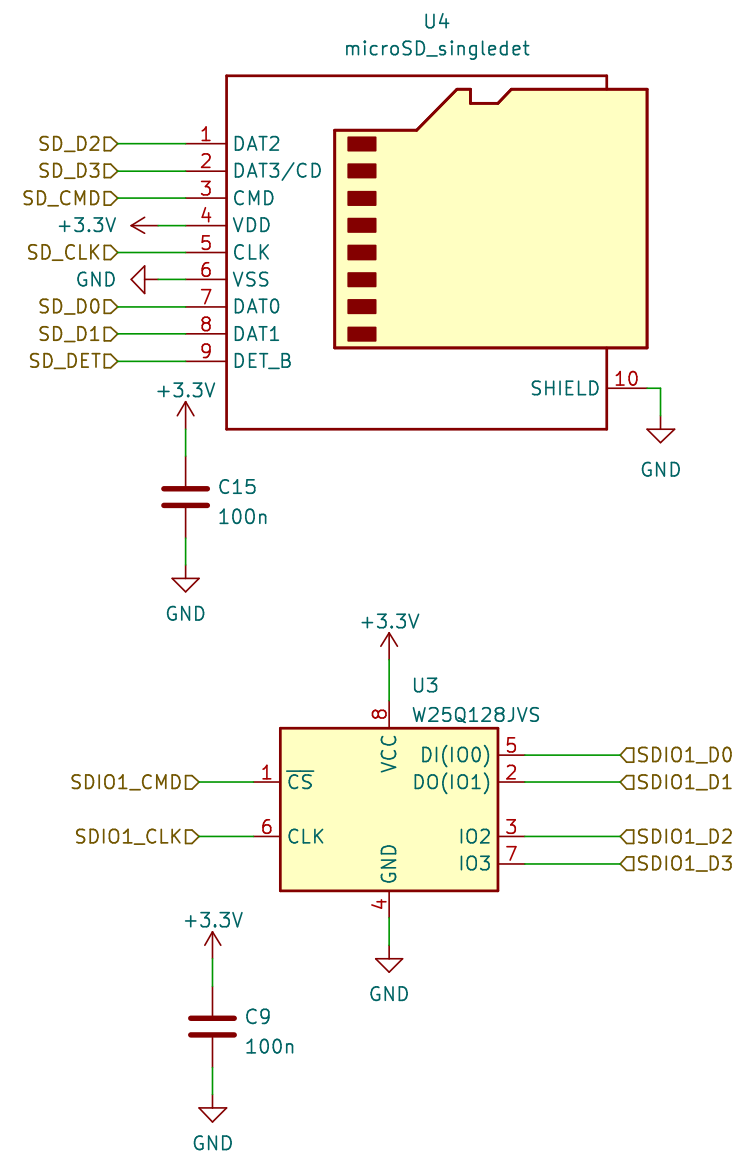 U4
microSD_singledet
SD_D2 1 DAT2
SD_D3 2 DAT3/CD
SD_CMD 3 CMD
+3.3V 4 VDD
SD_CLK 5 CLK
GND 6 VSS
SD_D0 7 DAT0
SD_D1 8 DAT1
SD_DET 9 DET_B
SHIELD 10
GND
+3.3V
C15
100n
GND
+3.3V
U3
W25Q128JVS
8
VCC
DI(IO0) 5 SDIO1_D0
SDIO1_CMD 1 CS DO(IO1) 2 SDIO1_D1
SDIO1_CLK 6 CLK IO2 3 SDIO1_D2
IO3 7 SDIO1_D3
GND
4
GND
+3.3V
C9
100n
GND